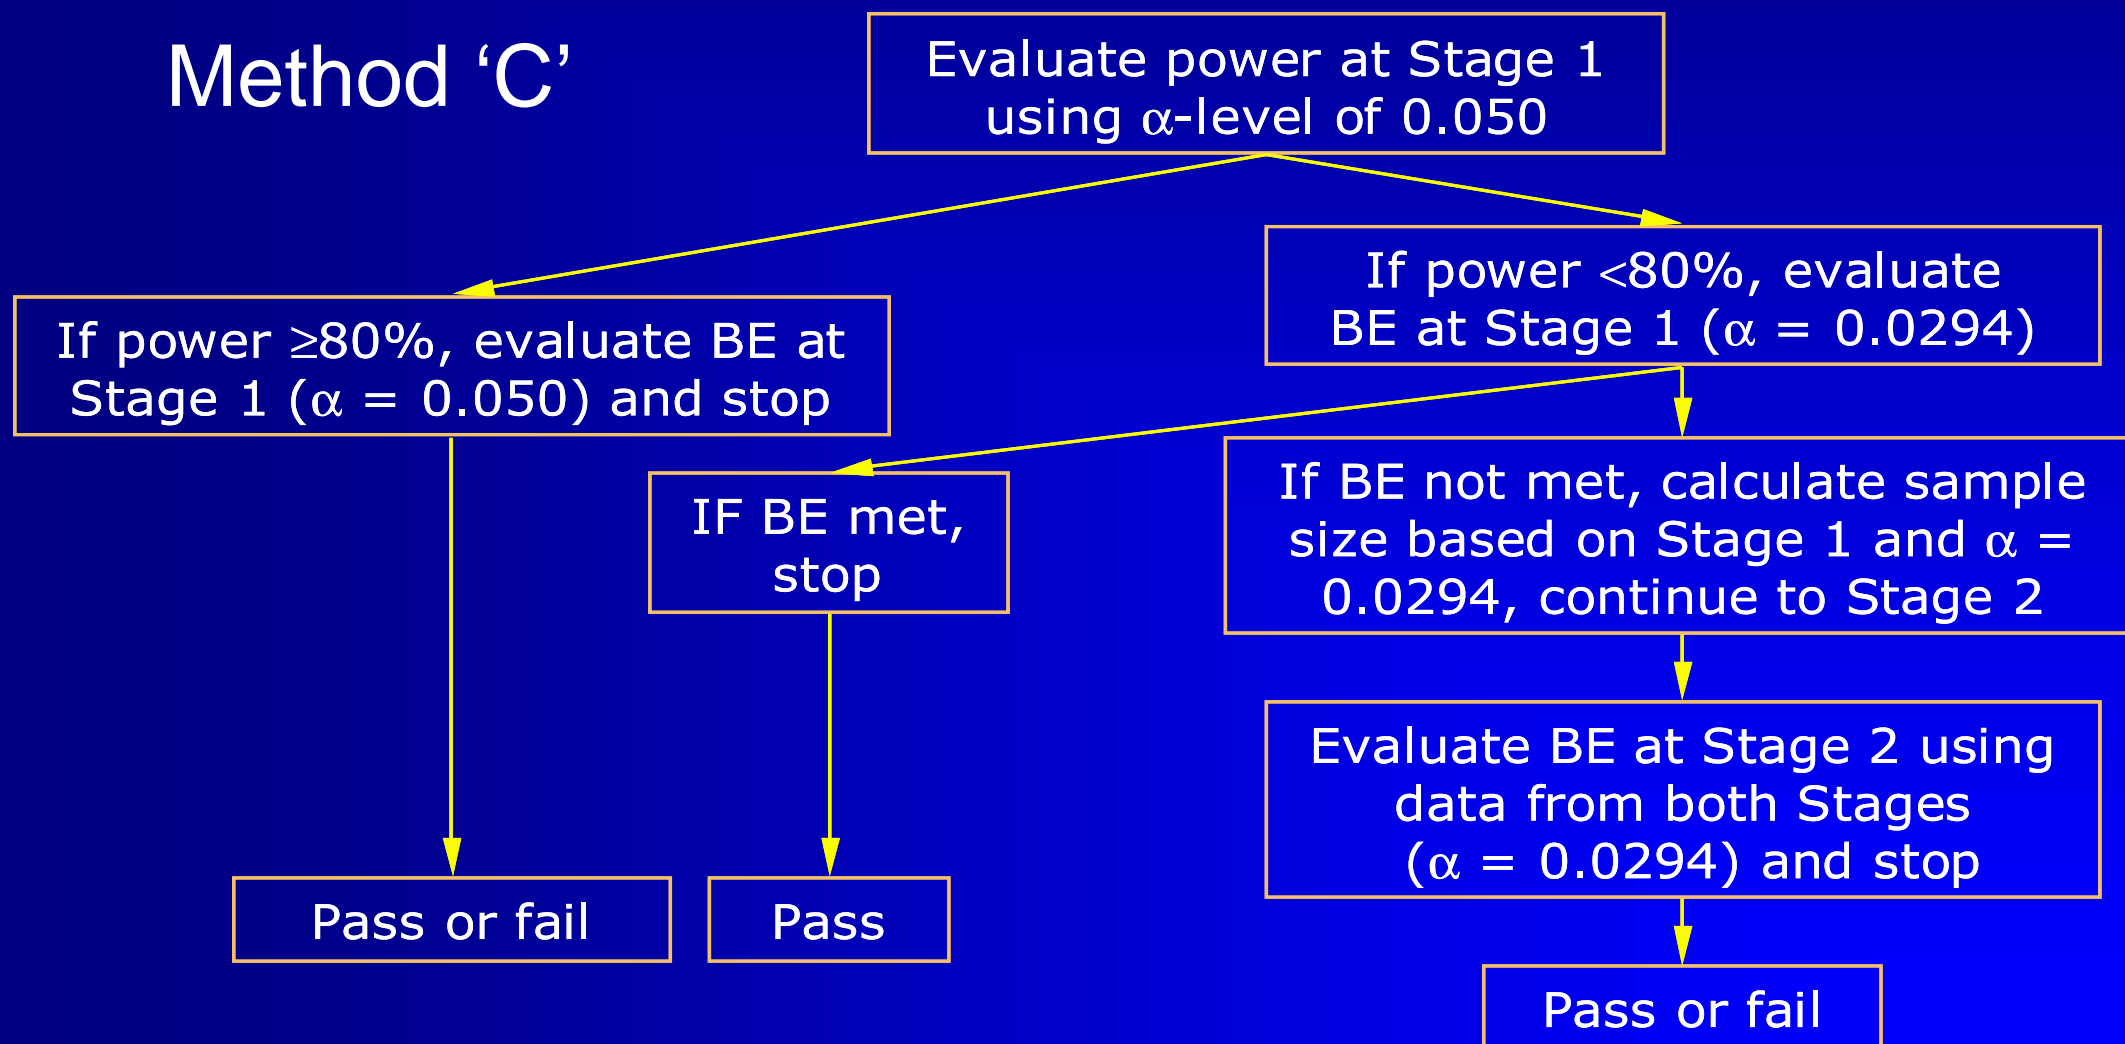 Method ‘C’
Evaluate power at Stage 1
using α-level of 0.050
If power ≥80%, evaluate BE at
Stage 1 (α = 0.050) and stop
If power <80%, evaluate
BE at Stage 1 (α = 0.0294)
IF BE met,
stop
If BE not met, calculate sample
size based on Stage 1 and α =
0.0294, continue to Stage 2
Evaluate BE at Stage 2 using
data from both Stages
(α = 0.0294) and stop
Pass or fail
Pass
Pass or fail